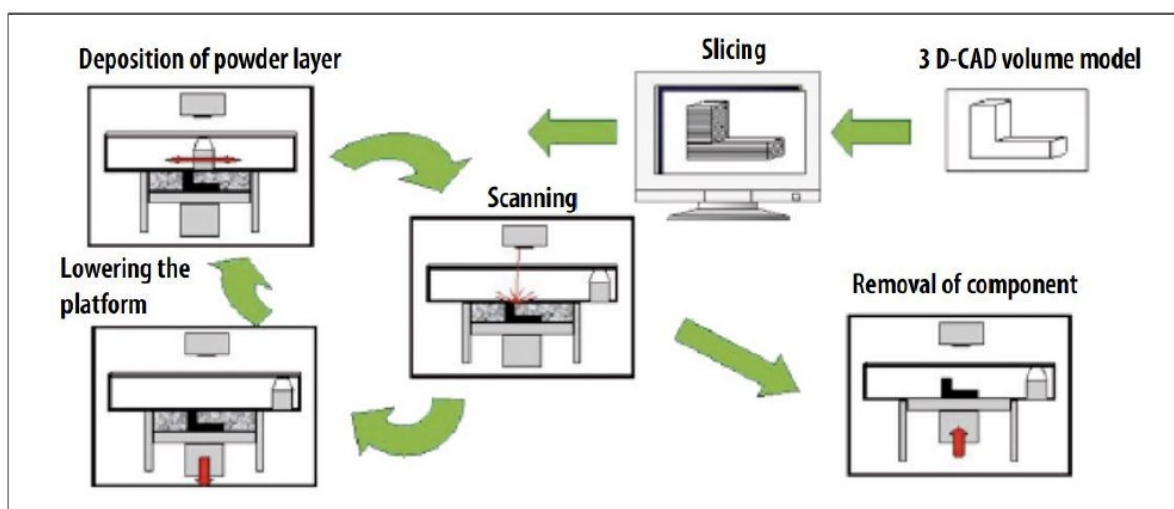 Deposition of powder layer
Slicing
3 D-CAD volume model
Scanning
Lowering the
platform
Removal of component